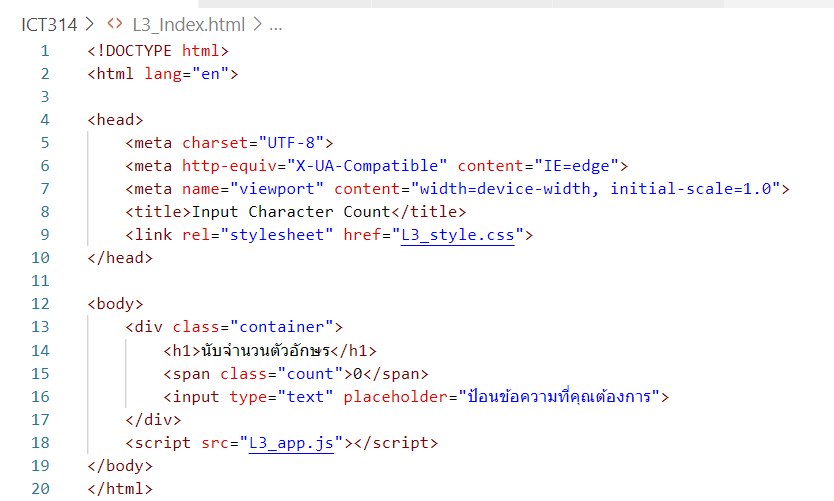 ICT314 > <> L3_Index.html > ...
1 <!DOCTYPE html>
2 <html lang="en">
3
4 <head>
5 <meta charset="UTF-8">
6 <meta http-equiv="X-UA-Compatible" content="IE=edge">
7 <meta name="viewport" content="width=device-width, initial-scale=1.0">
8 <title>Input Character Count</title>
9 <link rel="stylesheet" href="L3_style.css">
10 </head>
11
12 <body>
13 <div class="container">
14 <h1>นับจำนวนตัวอักษร</h1>
15 <span class="count">0</span>
16 <input type="text" placeholder="ป้อนข้อความที่คุณต้องการ">
17 </div>
18 <script src="L3_app.js"></script>
19 </body>
20 </html>